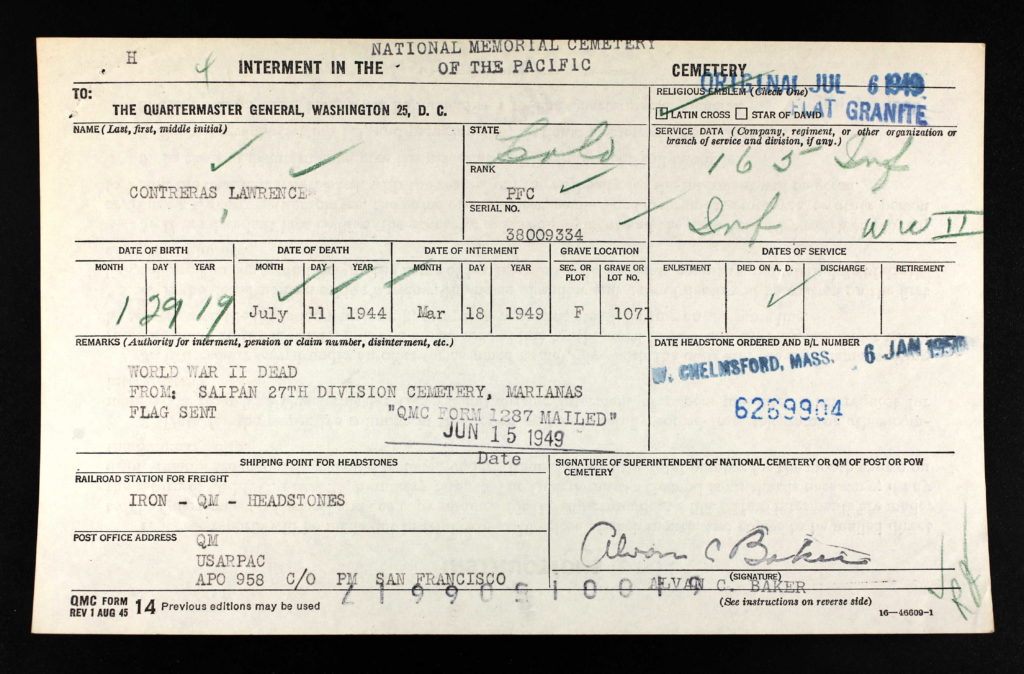 H
NATIONAL MEMORIAL CEMETERY
INTERMENT IN THE OF THE PACIFIC CEMETERY
ORIGINAL JUL 6 1949
FLAT GRANITE
TO:
THE QUARTERMASTER GENERAL, WASHINGTON 25, D. C.
RELIGIOUS EMBLEM (Check One)
LATIN CROSS STAR OF DAVID
NAME (Last, first, middle initial)
CONTRERAS LAWRENCE
STATE
Colo
RANK
PFC
SERIAL NO.
38009334
SERVICE DATA (Company, regiment, or other organization or
branch of service and division, if any.)
165 Inf
Inf WW II
DATE OF BIRTH DATE OF DEATH DATE OF INTERMENT GRAVE LOCATION DATES OF SERVICE
MONTH DAY YEAR MONTH DAY YEAR MONTH DAY YEAR SEC. OR PLOT GRAVE OR LOT NO. ENLISTMENT DIED ON A. D. DISCHARGE RETIREMENT
1 29 19 July 11 1944 Mar 18 1949 F 1071
REMARKS (Authority for interment, pension or claim number, disinterment, etc.)
WORLD WAR II DEAD
FROM: SAIPAN 27TH DIVISION CEMETERY, MARIANAS
FLAG SENT "QMC FORM 1287 MAILED"
JUN 15 1949
Date
DATE HEADSTONE ORDERED AND B/L NUMBER
W. CHELMSFORD, MASS. 6 JAN 1950
6269904
SHIPPING POINT FOR HEADSTONES
RAILROAD STATION FOR FREIGHT
IRON - QM - HEADSTONES
POST OFFICE ADDRESS QM
USARPAC
APO 958 C/O PM SAN FRANCISCO
SIGNATURE OF SUPERINTENDENT OF NATIONAL CEMETERY OR QM OF POST OR POW
CEMETERY
Alvan C Baker
(SIGNATURE)
ALVAN C. BAKER
(See instructions on reverse side)
QMC FORM
REV 1 AUG 45 14 Previous editions may be used
16—46609-1